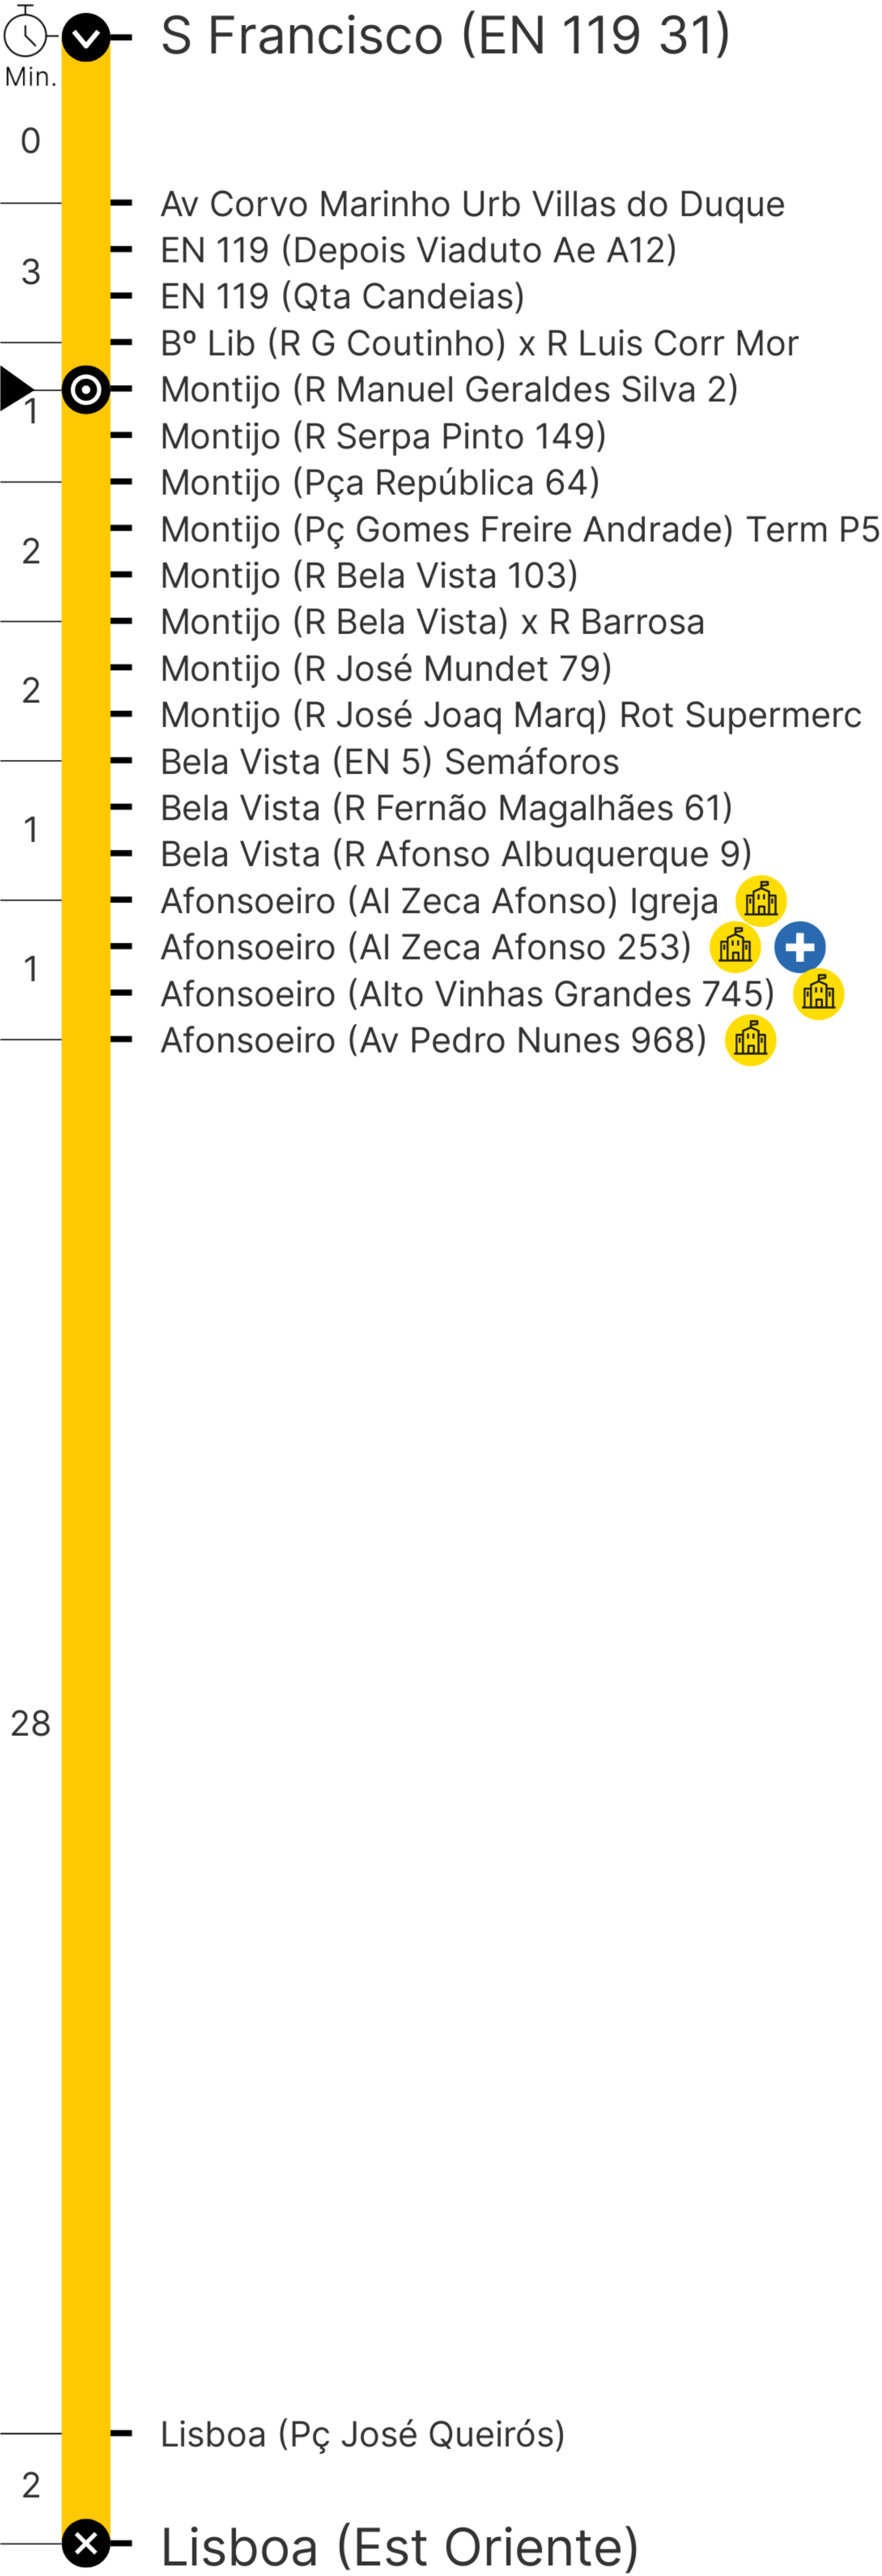 S Francisco (EN 119 31)
Min.
0
Av Corvo Marinho Urb Villas do Duque
EN 119 (Depois Viaduto Ae A12)
3
EN 119 (Qta Candeias)
Bº Lib (R G Coutinho) x R Luis Corr Mor
Montijo (R Manuel Geraldes Silva 2)
1
Montijo (R Serpa Pinto 149)
Montijo (Pça República 64)
Montijo (Pç Gomes Freire Andrade) Term P5
2
Montijo (R Bela Vista 103)
Montijo (R Bela Vista) x R Barrosa
Montijo (R José Mundet 79)
2
Montijo (R José Joaq Marq) Rot Supermerc
Bela Vista (EN 5) Semáforos
Bela Vista (R Fernão Magalhães 61)
1
Bela Vista (R Afonso Albuquerque 9)
Afonsoeiro (Al Zeca Afonso) Igreja
Afonsoeiro (Al Zeca Afonso 253)
1
Afonsoeiro (Alto Vinhas Grandes 745)
Afonsoeiro (Av Pedro Nunes 968)
28
Lisboa (Pç José Queirós)
2
Lisboa (Est Oriente)